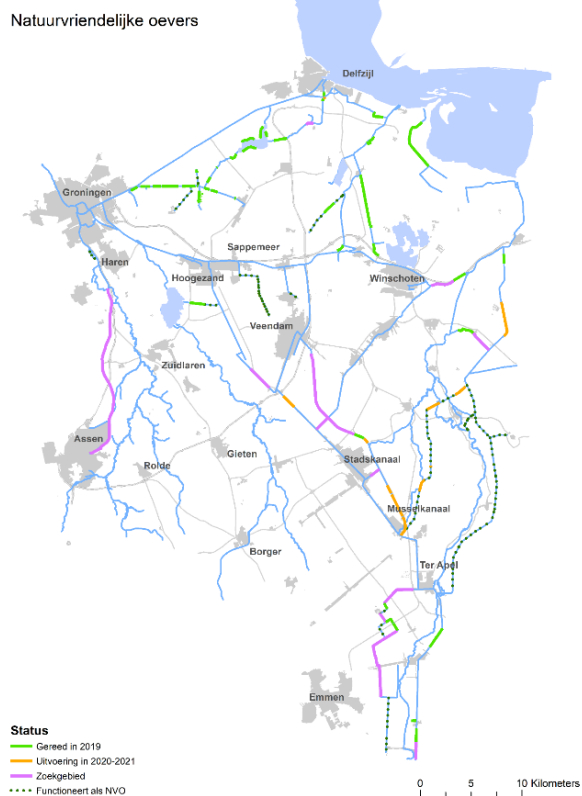 Natuurvriendelijke oevers
Delfzijl
Groningen
Haren
Sappemeer
Hoogezand
Winschoten
Veendam
Zuidlaren
Assen
Rolde
Gieten
Stadskanaal
Musselkanaal
Borger
Ter Apel
Emmen
Status
Gereed in 2019
Uitvoering in 2020-2021
Zoekgebied
Functioneert als NVO
0 5 10 Kilometers